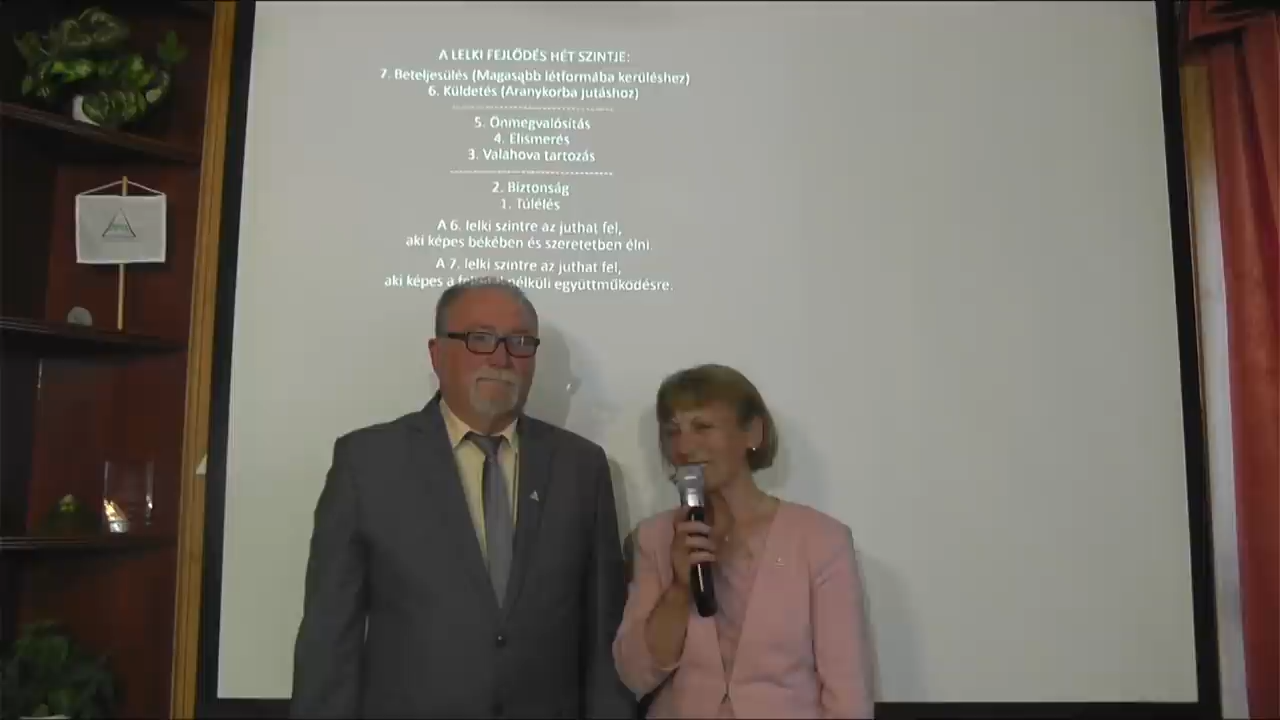 A LELKI FEJLŐDÉS HÉT SZINTJE:
7. Beteljesülés (Magasabb létformába kerüléshez)
6. Küldetés (Aranykorba jutáshoz)
5. Önmegvalósítás
4. Elismerés
3. Valahova tartozás
2. Biztonság
1. Túlélés
A 6. lelki szintre az juthat fel,
aki képes békében és szeretetben élni.
A 7. lelki szintre az juthat fel,
aki képes a nélküli együttműködésre.